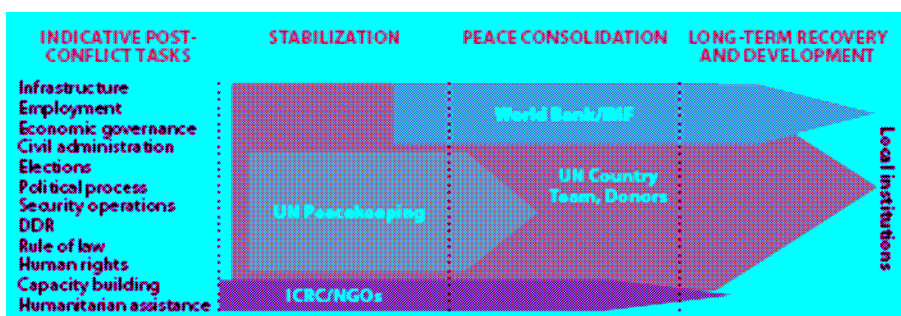 INDICATIVE POST-
CONFLICT TASKS
STABILIZATION
PEACE CONSOLIDATION
LONG-TERM RECOVERY
AND DEVELOPMENT
Infrastructure
Employment
Economic governance
Civil administration
Elections
Political process
Security operations
DDR
Rule of law
Human rights
Capacity building
Humanitarian assistance
World Bank/IMF
UN Country
Team, Donors
UN Peacekeeping
ICRC/NGOs
Local institutions